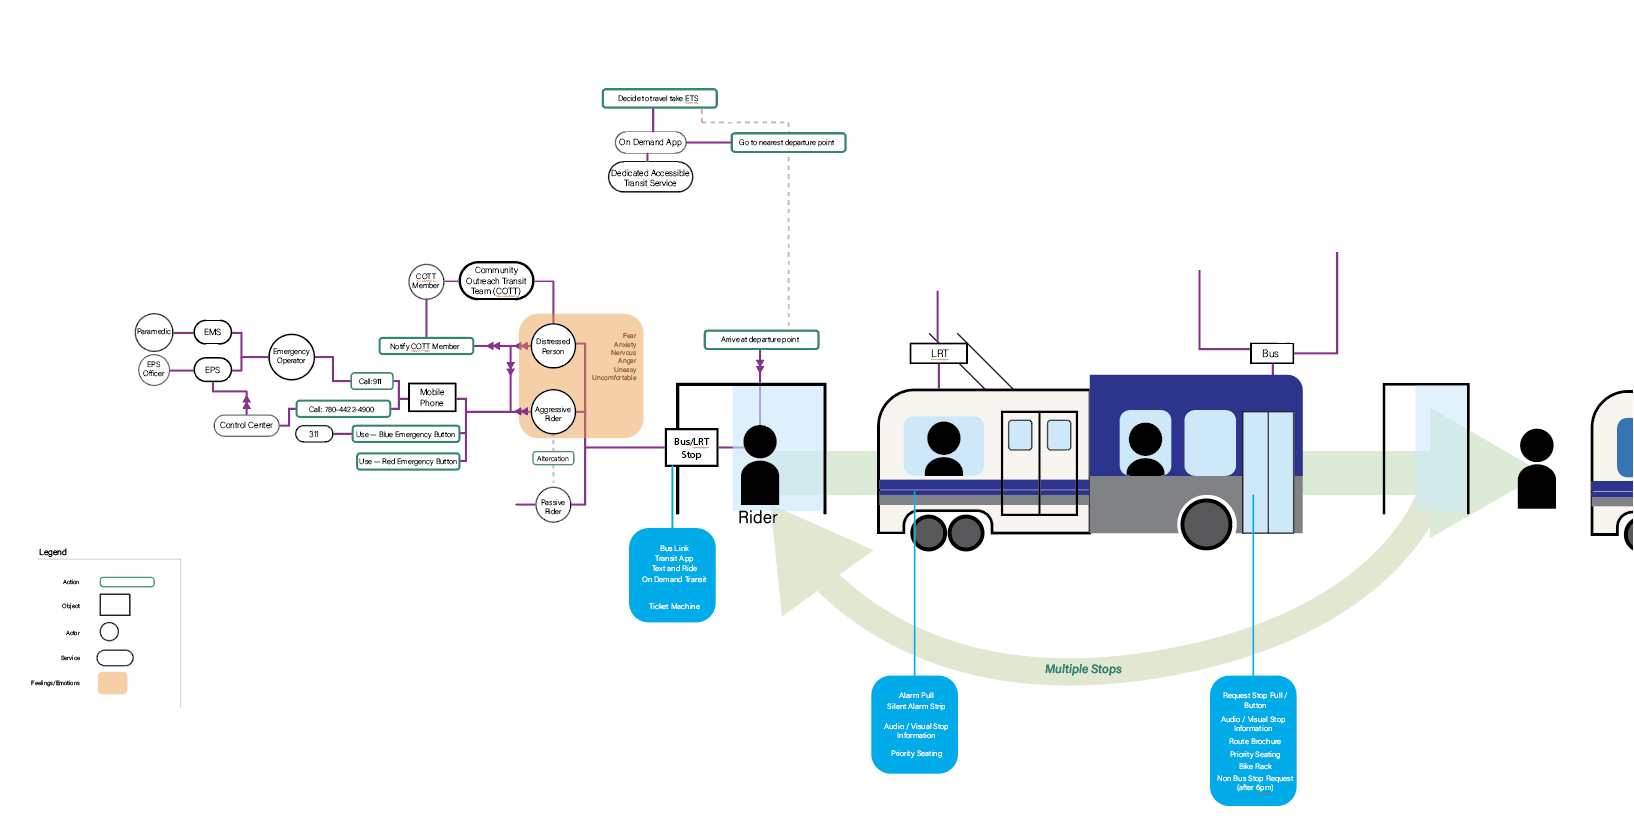 Decide to travel take ETS
On Demand App
Go to nearest departure point
Dedicated Accessible
Transit Service
COTT
Member
Community
Outreach Transit
Team (COTT)
Paramedic
EMS
EPS
Officer
EPS
Emergency
Operator
Notify COTT Member
Distressed
Person
Fear
Anxiety
Nervous
Anger
Uneasy
Uncomfortable
Arrive at departure point
LRT
Bus
Call:911
Mobile
Phone
Call: 780-4422-4900
Aggressive
Rider
Control Center
311
Use — Blue Emergency Button
Use — Red Emergency Button
Altercation
Passive
Rider
Bus/LRT
Stop
Rider
Bus Link
Transit App
Text and Ride
On Demand Transit
Ticket Machine
Legend
Action
Object
Actor
Service
Feelings/Emotions
Multiple Stops
Alarm Pull
Silent Alarm Strip
Audio / Visual Stop
Information
Priority Seating
Request Stop Pull /
Button
Audio / Visual Stop
Information
Route Brochure
Priority Seating
Bike Rack
Non Bus Stop Request
(after 6pm)